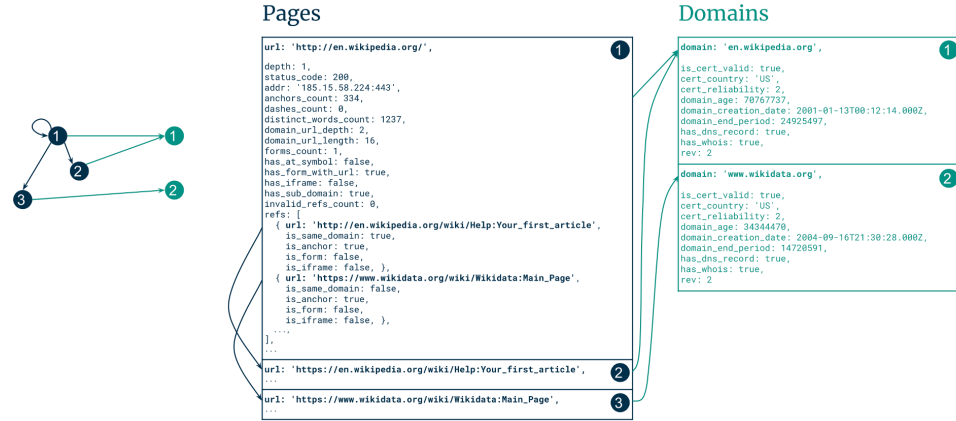 Pages
Domains
1
2
3
1
2
url: 'http://en.wikipedia.org/',
1
depth: 1,
status_code: 200,
addr: '185.15.58.224:443',
anchors_count: 334,
dashes_count: 0,
distinct_words_count: 1237,
domain_url_depth: 2,
domain_url_length: 16,
forms_count: 1,
has_at_symbol: false,
has_form_with_url: true,
has_iframe: false,
has_sub_domain: true,
invalid_refs_count: 0,
refs: [
{ url: 'http://en.wikipedia.org/wiki/Help:Your_first_article',
is_same_domain: true,
is_anchor: true,
is_form: false,
is_iframe: false, },
{ url: 'https://www.wikidata.org/wiki/Wikidata:Main_Page',
is_same_domain: false,
is_anchor: true,
is_form: false,
is_iframe: false, },
...,
],
...
url: 'https://en.wikipedia.org/wiki/Help:Your_first_article',
2
...
url: 'https://www.wikidata.org/wiki/Wikidata:Main_Page',
3
...
domain: 'en.wikipedia.org',
1
is_cert_valid: true,
cert_country: 'US',
cert_reliability: 2,
domain_age: 70767737,
domain_creation_date: 2001-01-13T00:12:14.000Z,
domain_end_period: 24925497,
has_dns_record: true,
has_whois: true,
rev: 2
domain: 'www.wikidata.org',
2
is_cert_valid: true,
cert_country: 'US',
cert_reliability: 2,
domain_age: 34344470,
domain_creation_date: 2004-09-16T21:30:28.000Z,
domain_end_period: 14720591,
has_dns_record: true,
has_whois: true,
rev: 2